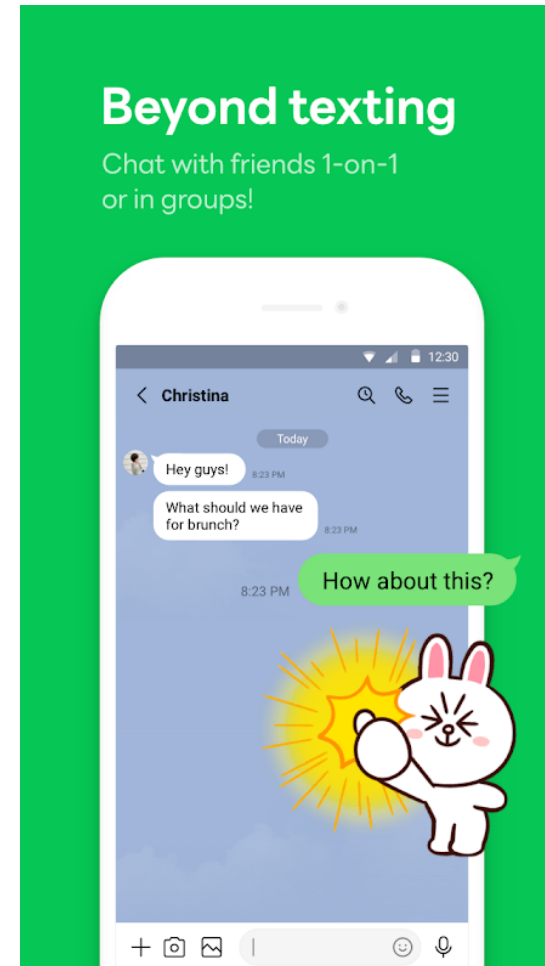 Beyond texting
Chat with friends 1-on-1
or in groups!
12:30
Christina
Today
Hey guys!
8:23 PM
What should we have
for brunch?
8:23 PM
How about this?
8:23 PM